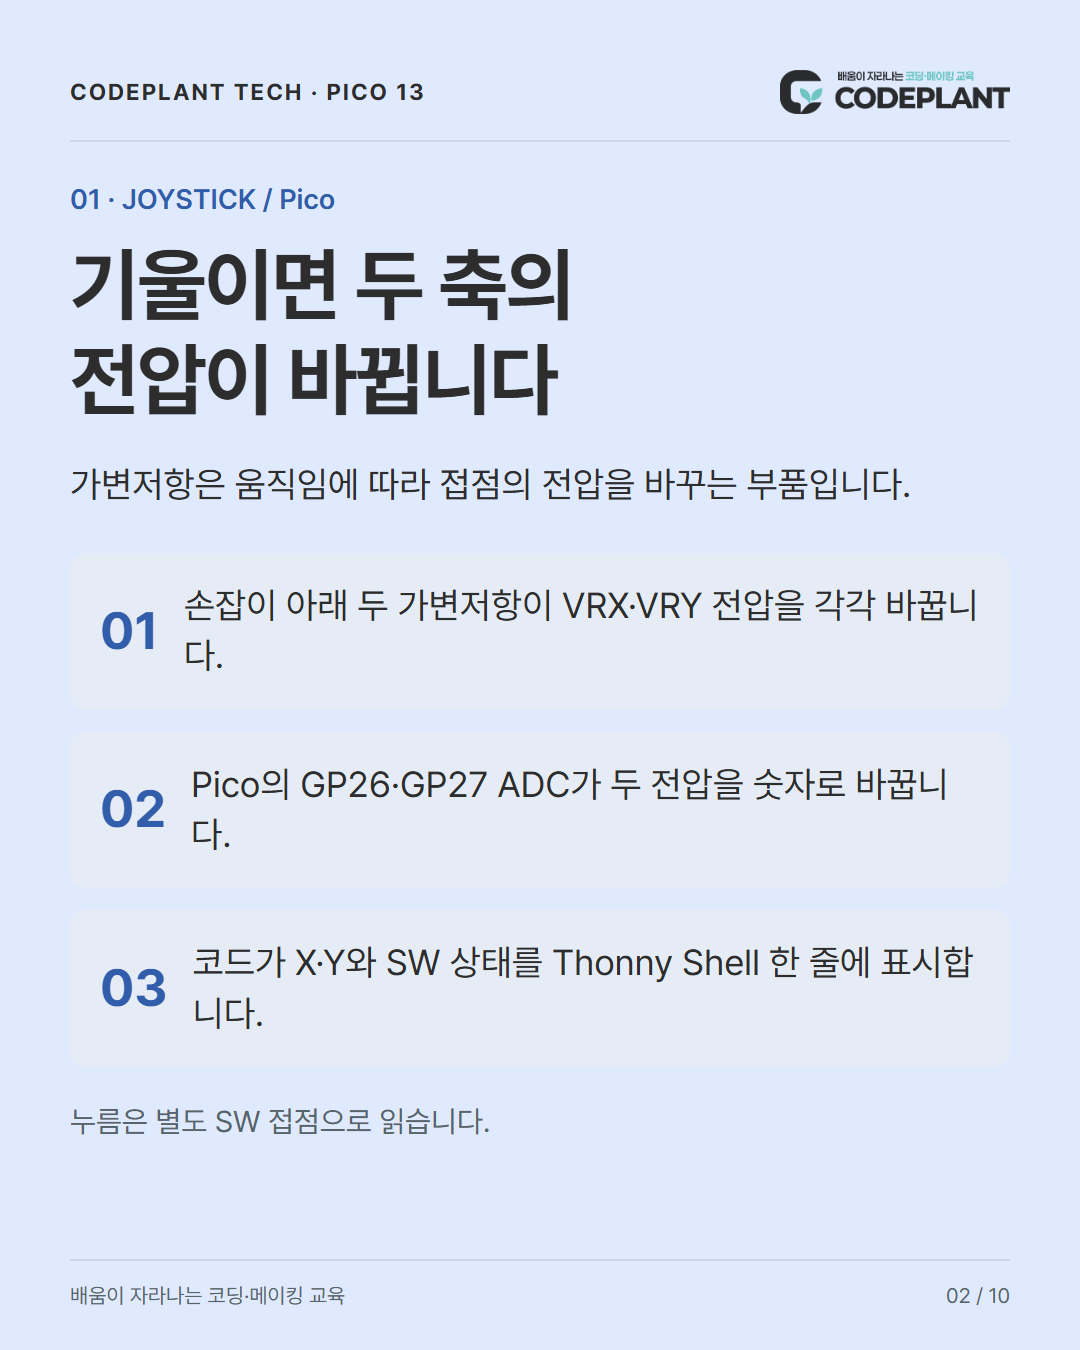 CODEPLANT TECH · PICO 13
배움이 자라나는 코딩·메이킹 교육
CODEPLANT
01 · JOYSTICK / Pico
기울이면 두 축의
전압이 바뀝니다
가변저항은 움직임에 따라 접점의 전압을 바꾸는 부품입니다.
01
손잡이 아래 두 가변저항이 VRX·VRY 전압을 각각 바꿉니
다.
02
Pico의 GP26·GP27 ADC가 두 전압을 숫자로 바꿉니
다.
03
코드가 X·Y와 SW 상태를 Thonny Shell 한 줄에 표시합
니다.
누름은 별도 SW 접점으로 읽습니다.
배움이 자라나는 코딩·메이킹 교육
02 / 10